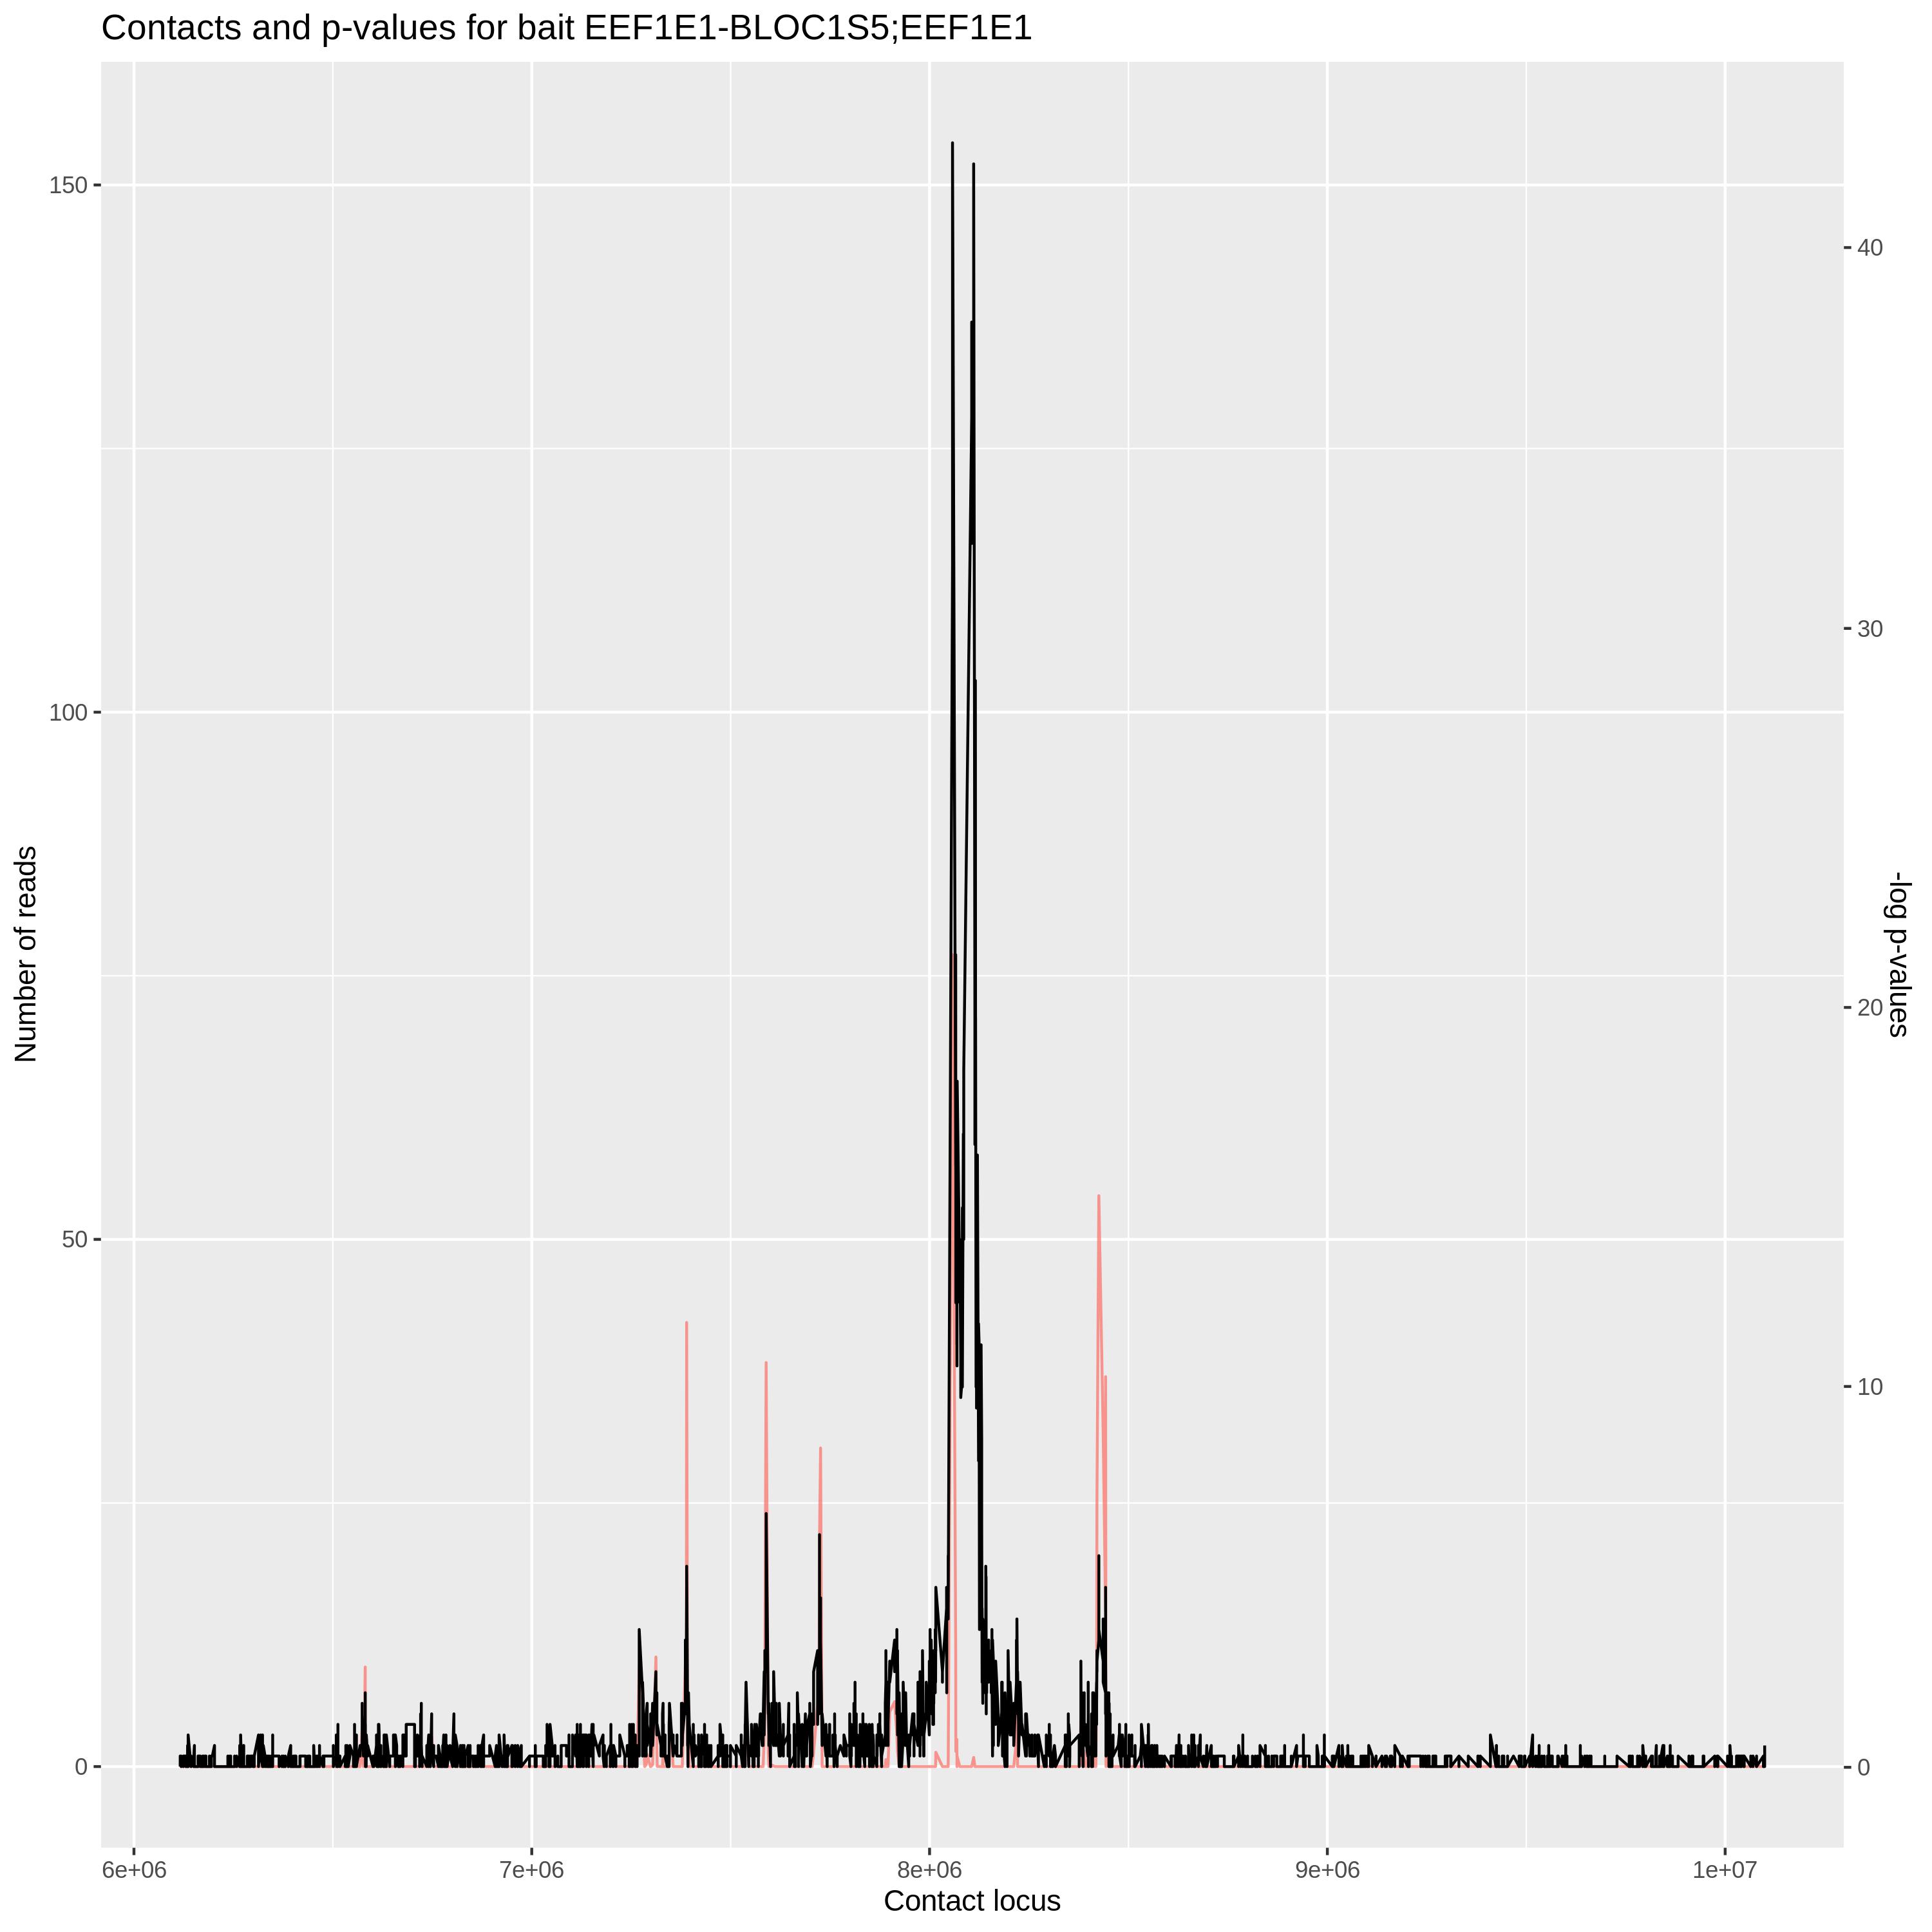 Contacts and p-values for bait EEF1E1-BLOC1S5;EEF1E1
150
100
50
0
Number of reads
40
30
20
10
0
-log p-values
6e+06 7e+06 8e+06 9e+06 1e+07
Contact locus